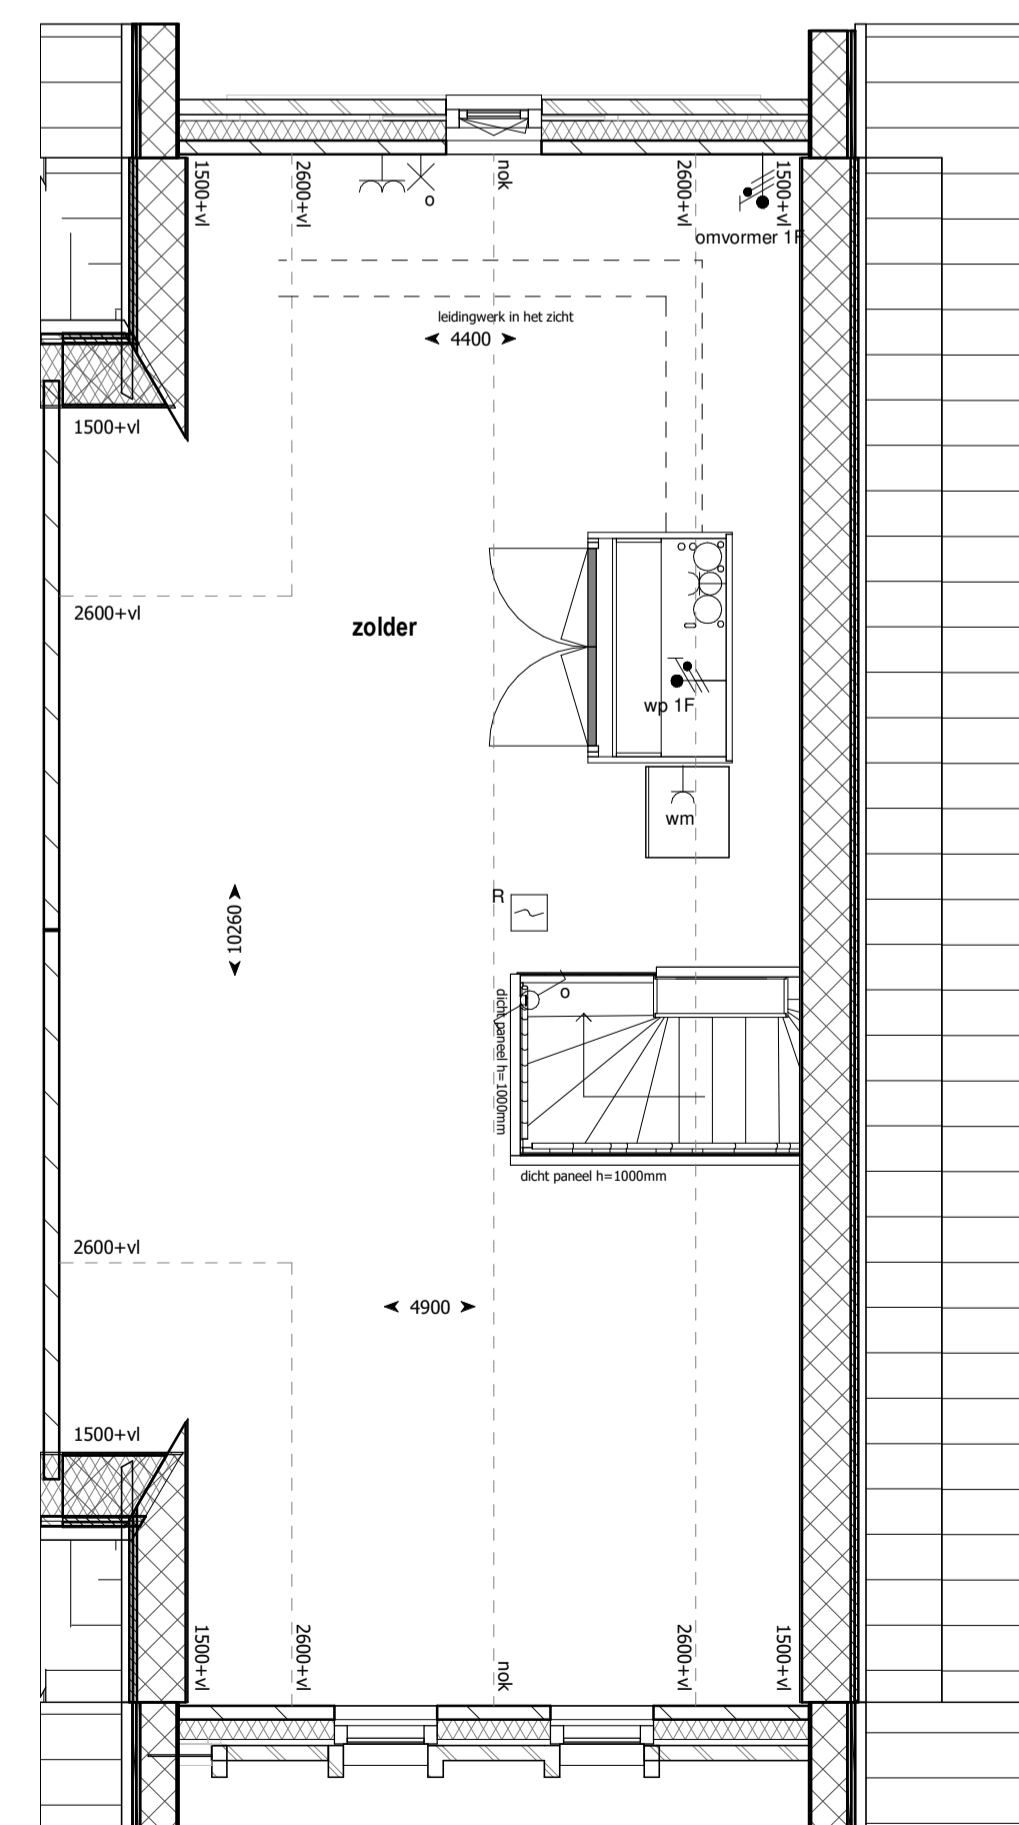 1500+vl
2600+vl
nok
2600+vl
1500+vl
o
omvormer 1F
leidingwerk in het zicht
4400
1500+vl
2600+vl
zolder
wp 1F
wm
R
10260
o
dicht paneel h=1000mm
dicht paneel h=1000mm
2600+vl
4900
1500+vl
1500+vl
2600+vl
nok
2600+vl
1500+vl